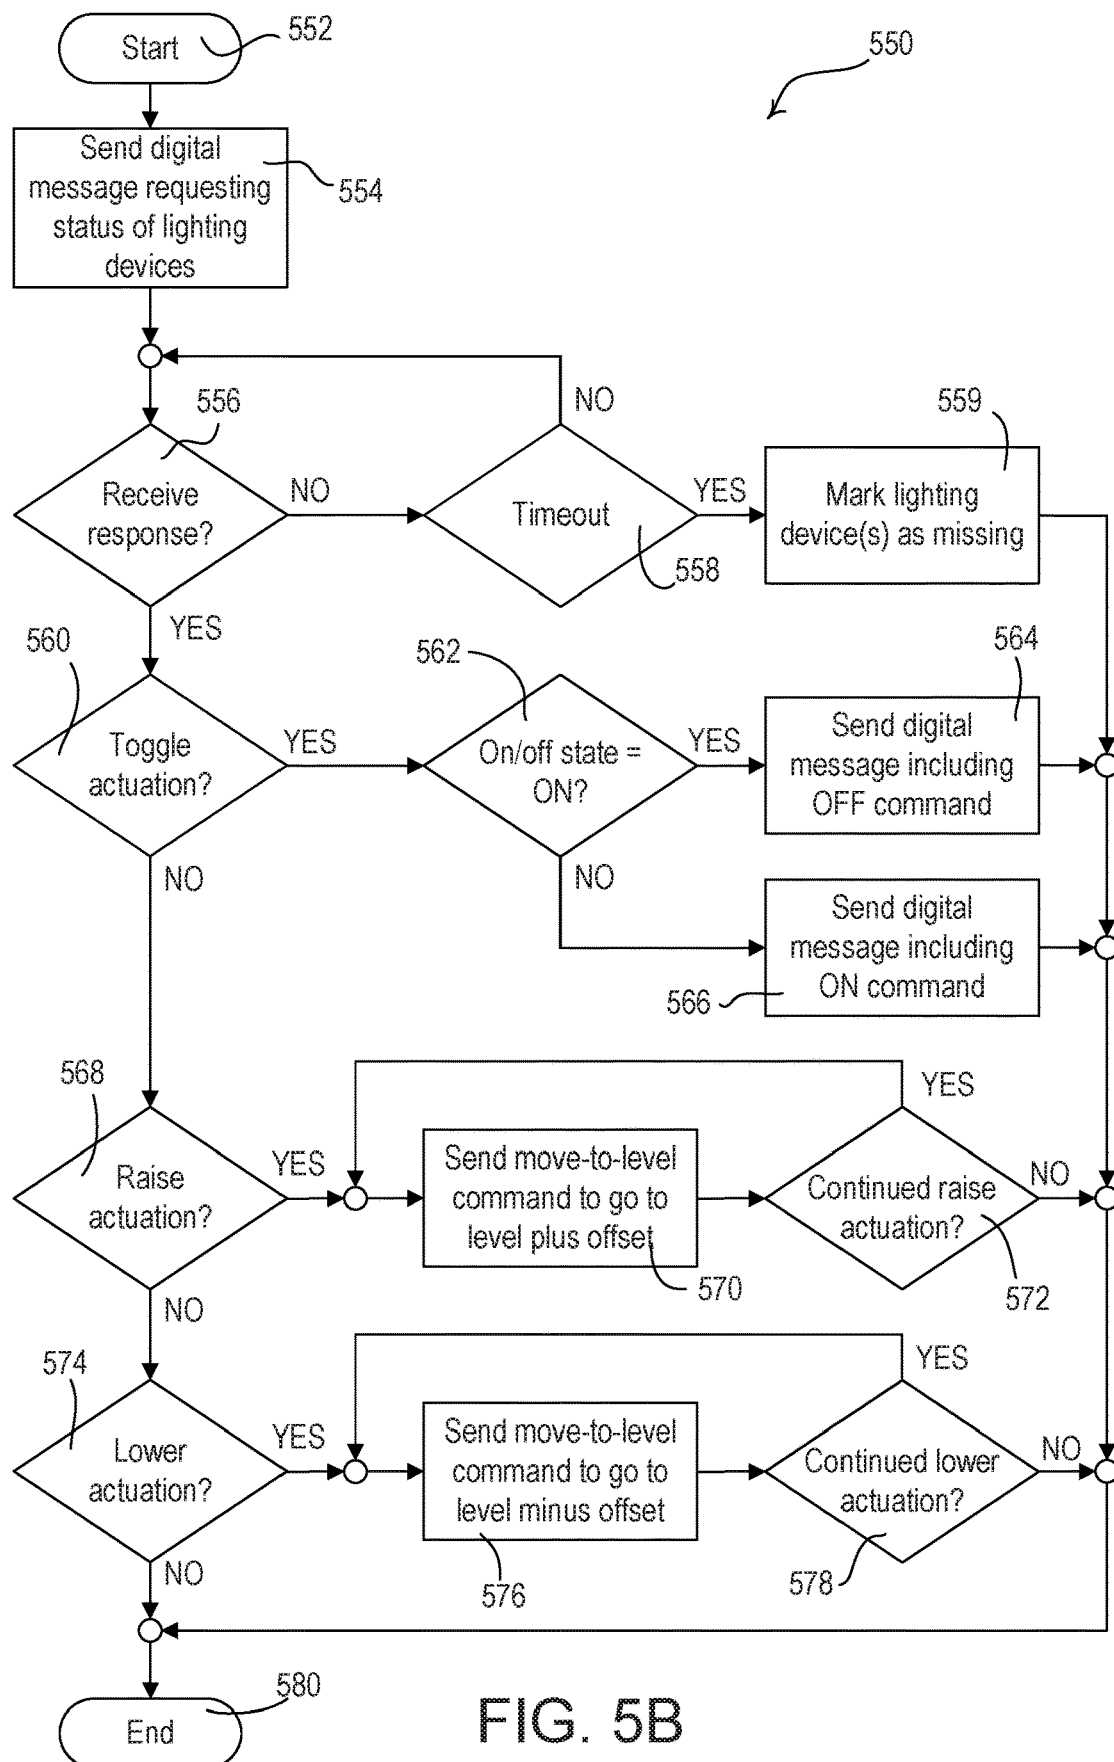 Start
552
550
Send digital
message requesting
status of lighting
devices
554
NO
556
559
Receive
response?
NO
Timeout
YES
Mark lighting
device(s) as missing
558
YES
560
562
564
Toggle
actuation?
YES
On/off state =
ON?
YES
Send digital
message including
OFF command
NO
NO
Send digital
message including
ON command
566
568
YES
Raise
actuation?
YES
Send move-to-level
command to go to
level plus offset
570
Continued raise
actuation?
NO
572
NO
574
YES
Lower
actuation?
YES
Send move-to-level
command to go to
level minus offset
Continued lower
actuation?
NO
576
578
NO
580
End
FIG. 5B